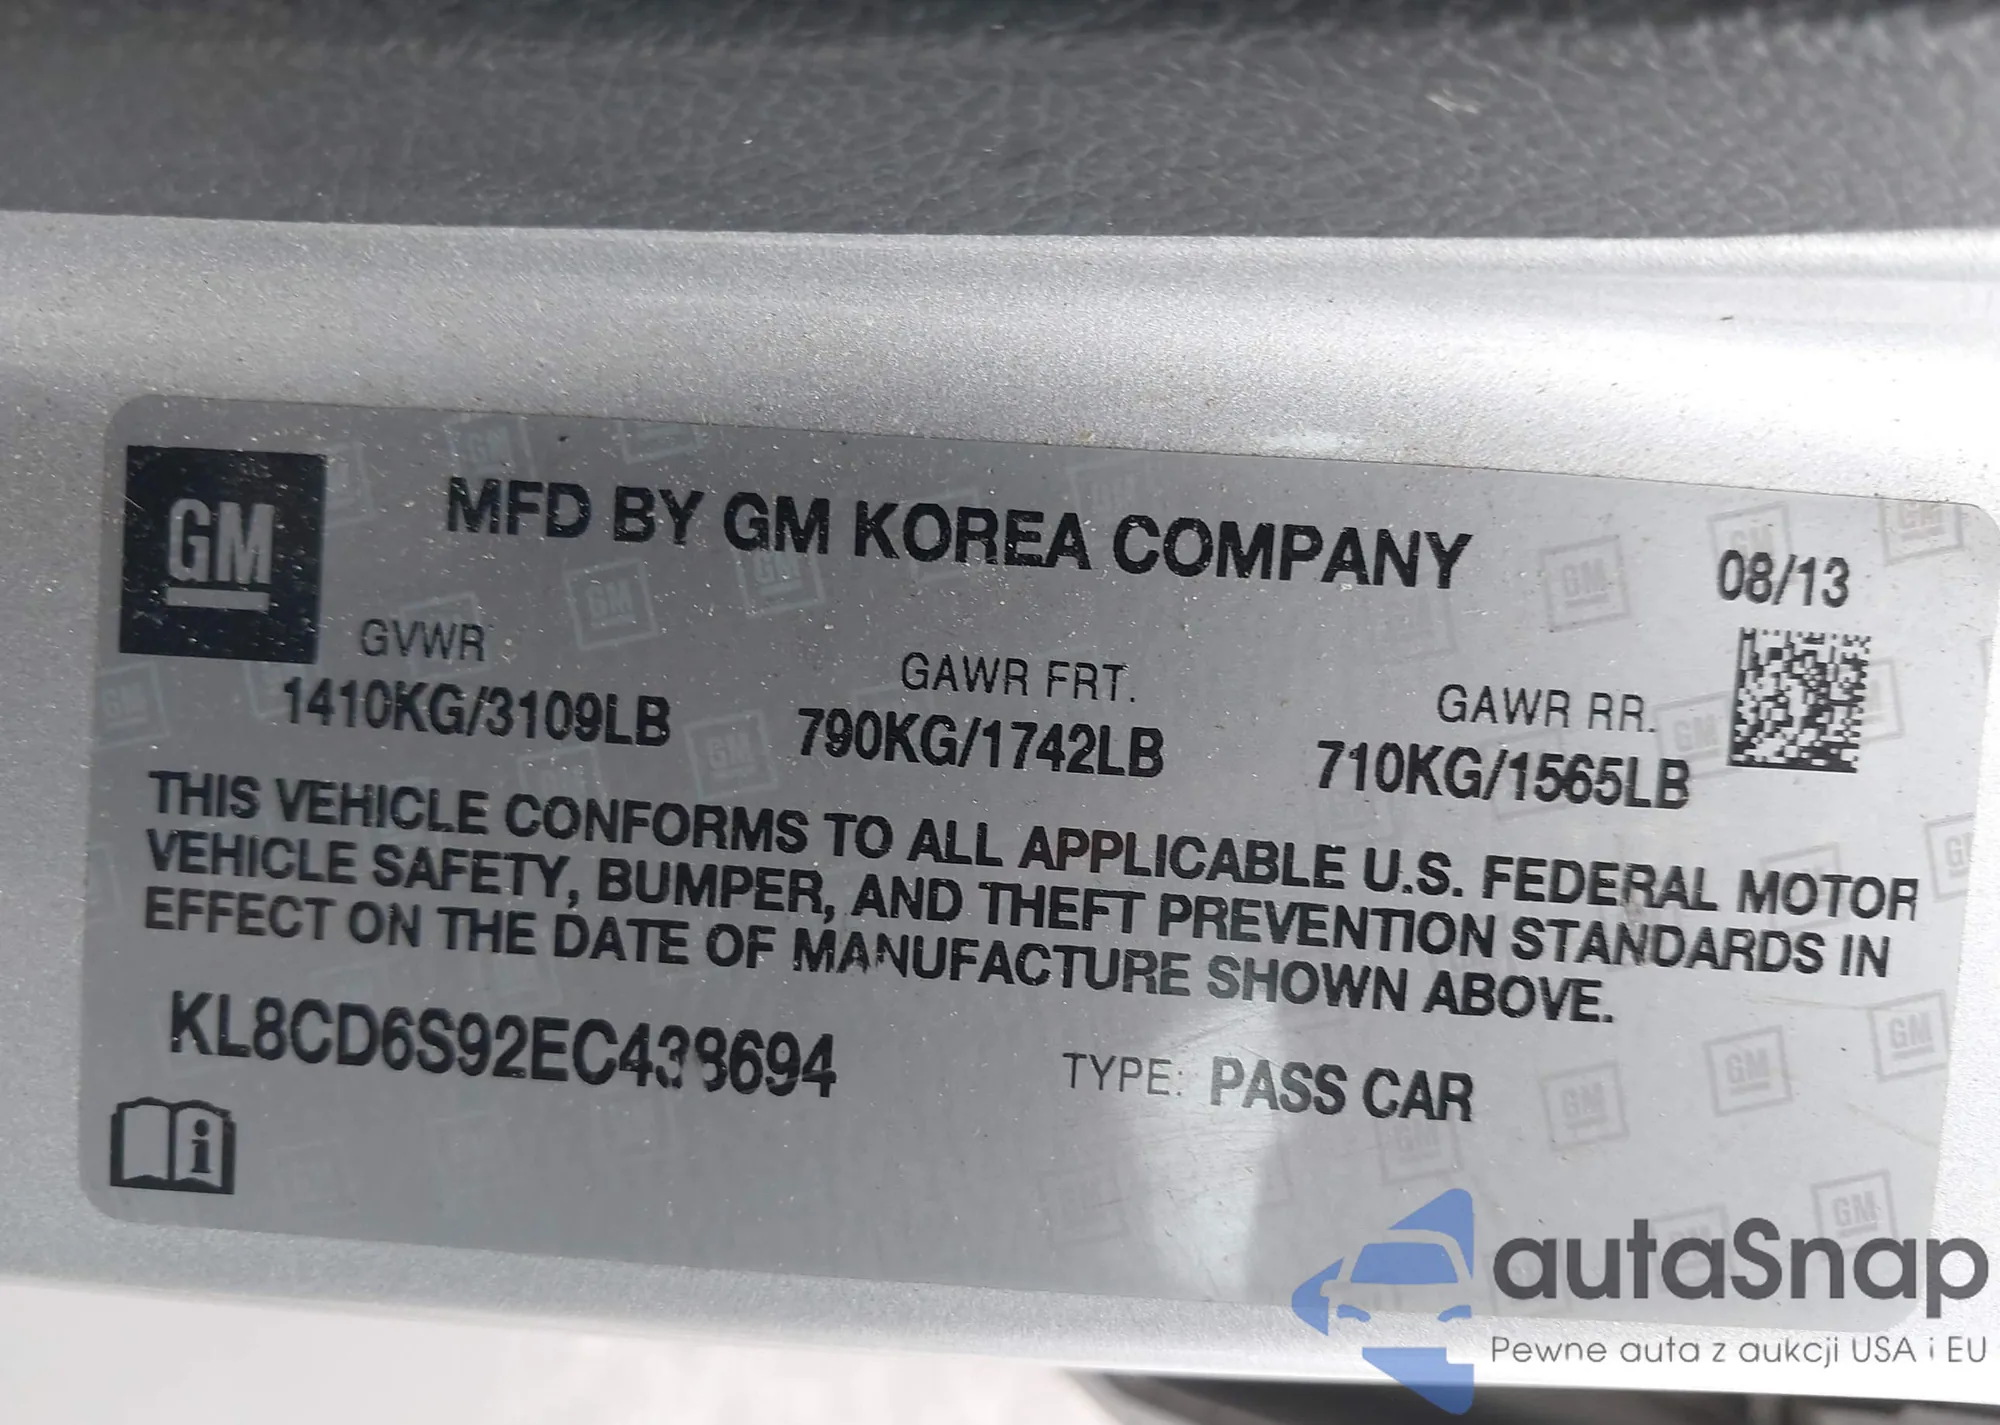 GM
MFD BY GM KOREA COMPANY
08/13
GVWR
GAWR FRT.
GAWR RR.
1410KG/3109LB
790KG/1742LB
710KG/1565LB
THIS VEHICLE CONFORMS TO ALL APPLICABLE U.S. FEDERAL MOTOR
VEHICLE SAFETY, BUMPER, AND THEFT PREVENTION STANDARDS IN
EFFECT ON THE DATE OF MANUFACTURE SHOWN ABOVE.
KL8CD6S92EC438694
TYPE: PASS CAR
i
autaSnap
Pewne auta z aukcji USA i EU